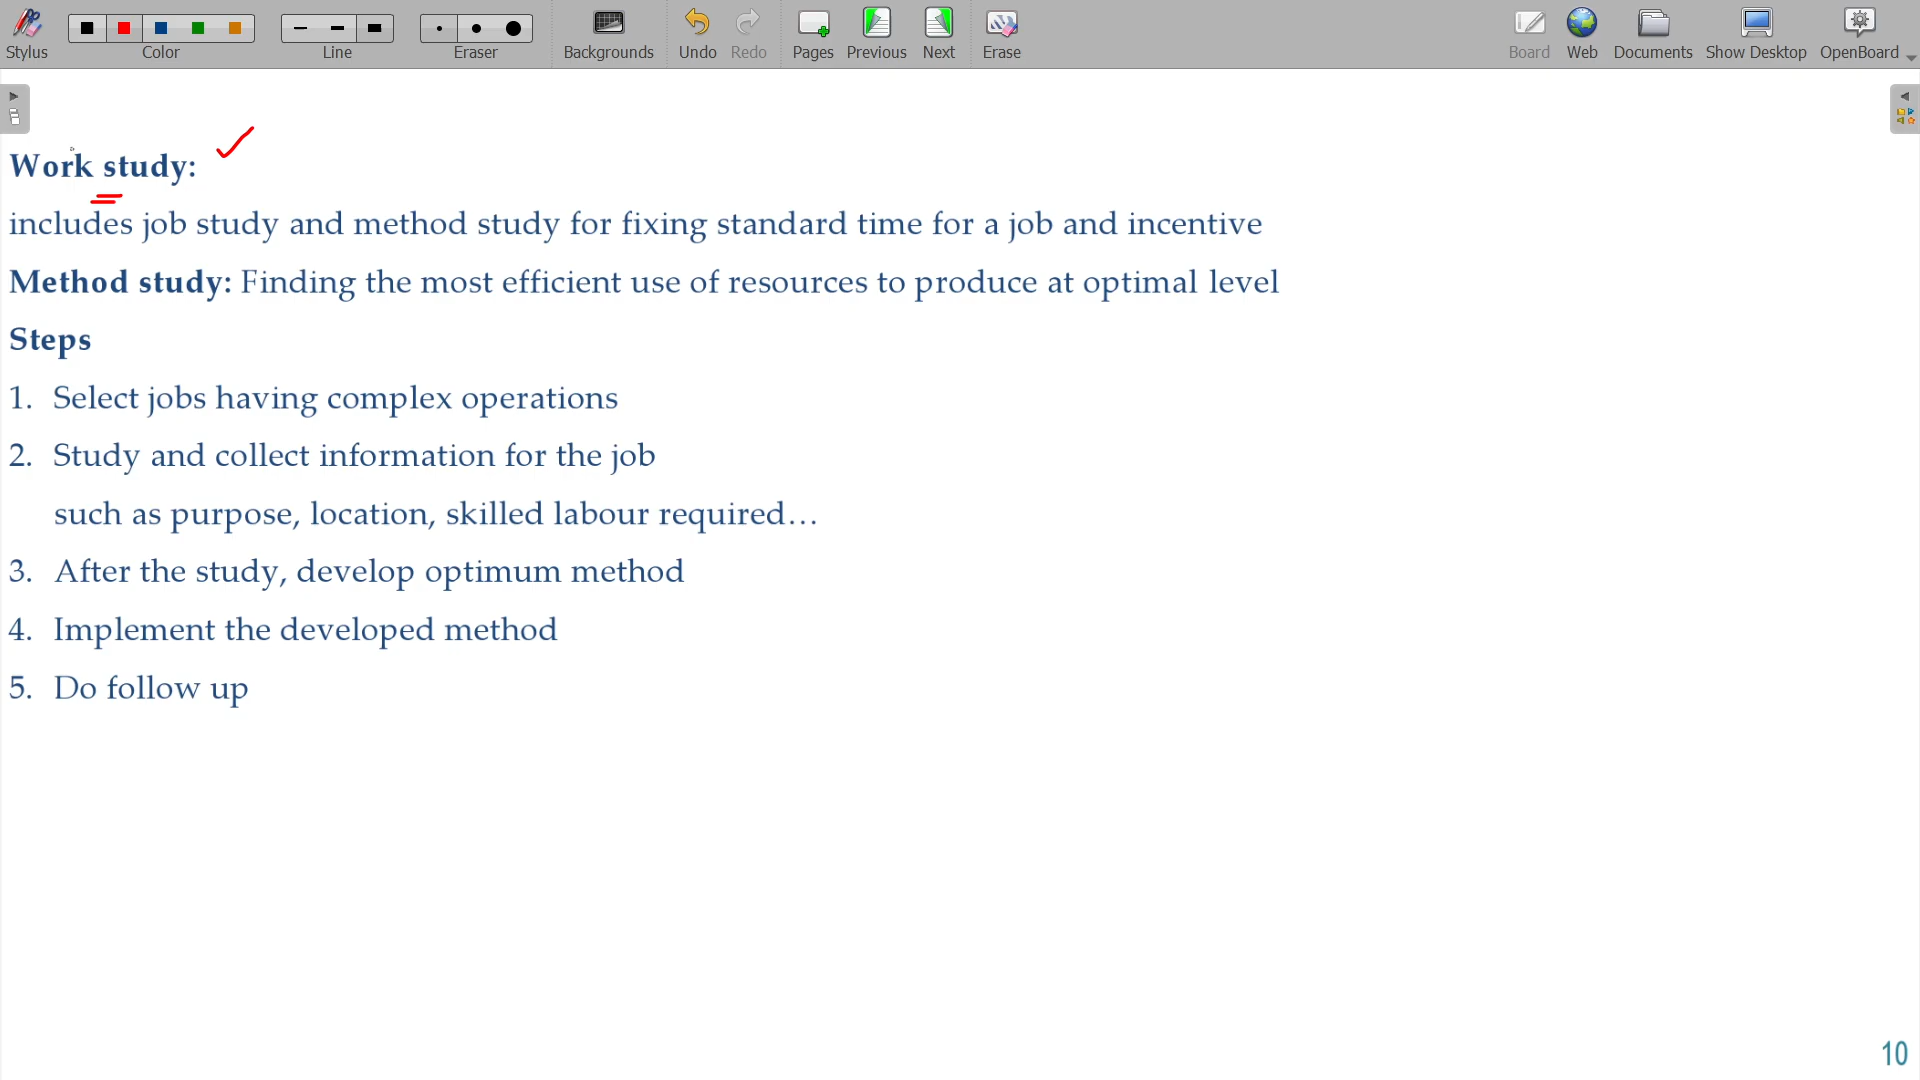 Stylus Color Line Eraser Backgrounds Undo Redo Pages Previous Next Erase Board Web Documents Show Desktop OpenBoard
Work study:
includes job study and method study for fixing standard time for a job and incentive
Method study: Finding the most efficient use of resources to produce at optimal level
Steps
1. Select jobs having complex operations
2. Study and collect information for the job
such as purpose, location, skilled labour required...
3. After the study, develop optimum method
4. Implement the developed method
5. Do follow up
10